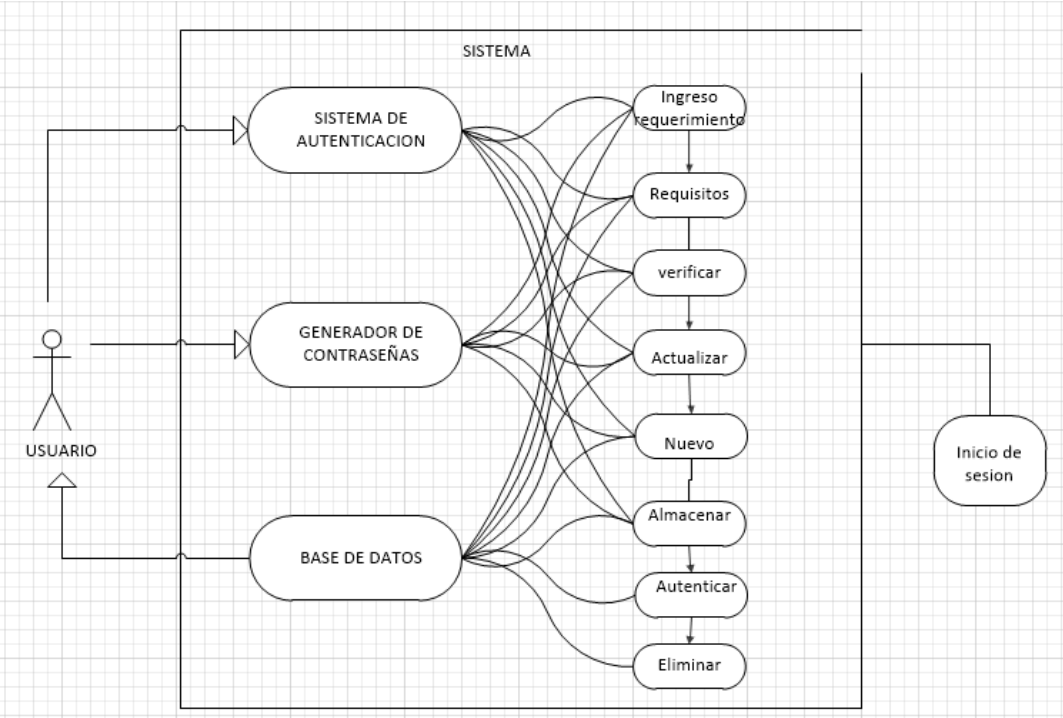 SISTEMA
SISTEMA DE
AUTENTICACION
GENERADOR DE
CONTRASEÑAS
BASE DE DATOS
USUARIO
Ingreso
requerimiento
Requisitos
verificar
Actualizar
Nuevo
Almacenar
Autenticar
Eliminar
Inicio de
sesion